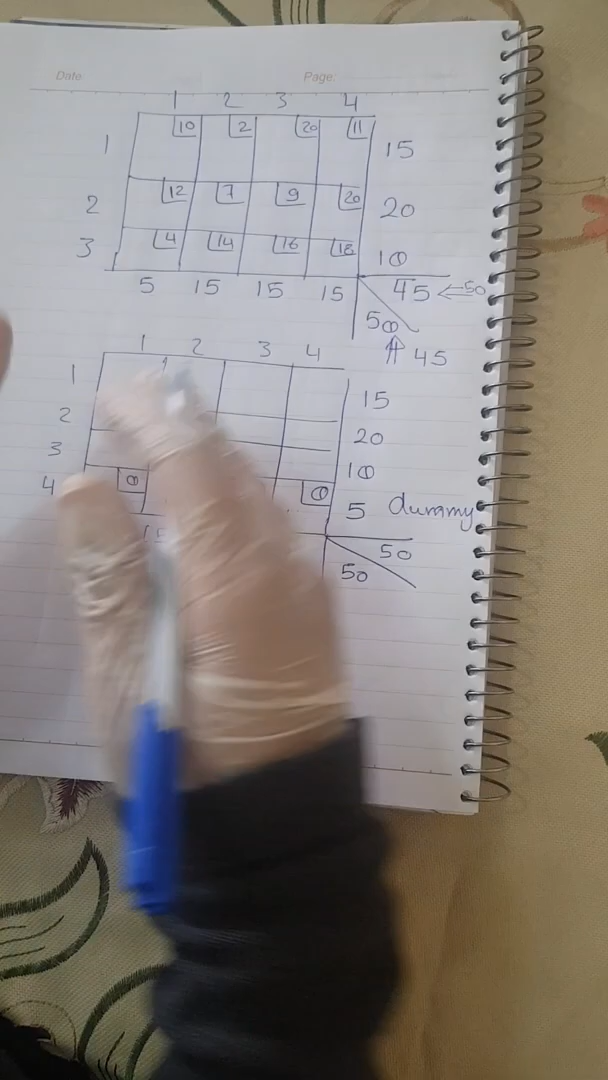 Date
Page:
1 2 3 4
1 10 2 20 11 15
2 12 7 9 20 20
3 4 14 16 18 10
5 15 15 15 45 ⇐ 50
50 ⇑ 45
1 2 3 4
1 15
2 20
3 10
4 0 0 5 dummy
50
50